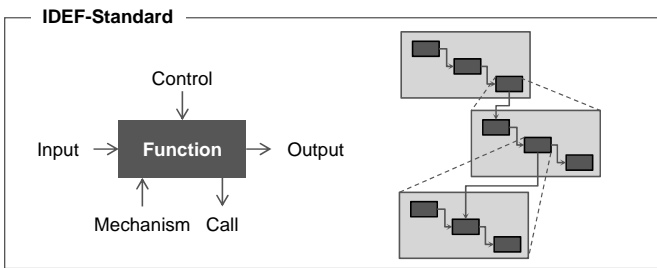 IDEF-Standard
Control
Input
Function
Output
Mechanism
Call